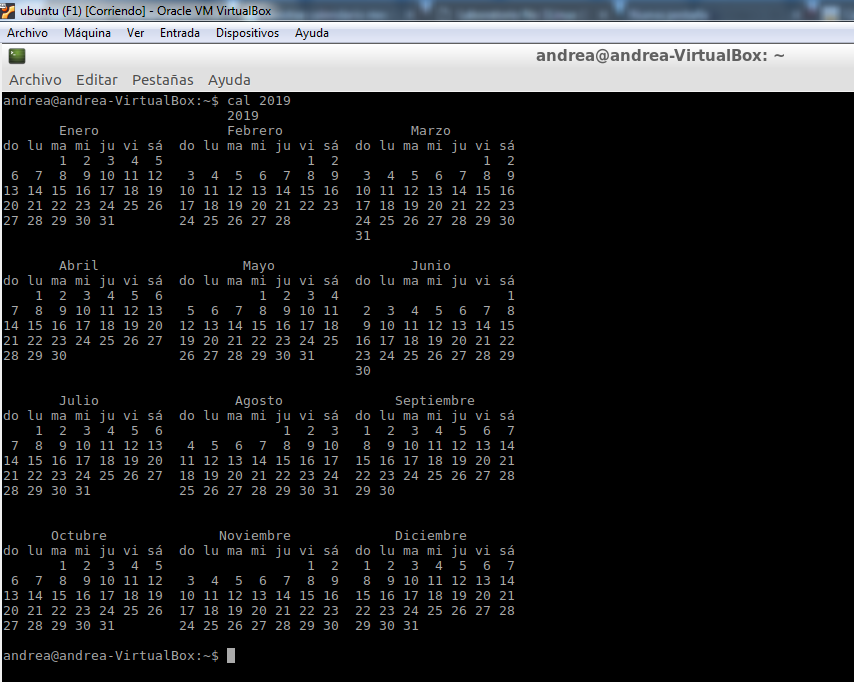 ubuntu (F1) [Corriendo] - Oracle VM VirtualBox
Archivo Máquina Ver Entrada Dispositivos Ayuda
andrea@andrea-VirtualBox: ~
Archivo Editar Pestañas Ayuda
andrea@andrea-VirtualBox:~$ cal 2019
                            2019
       Enero                Febrero                Marzo
do lu ma mi ju vi sá  do lu ma mi ju vi sá  do lu ma mi ju vi sá
       1  2  3  4  5                  1  2                  1  2
 6  7  8  9 10 11 12   3  4  5  6  7  8  9   3  4  5  6  7  8  9
13 14 15 16 17 18 19  10 11 12 13 14 15 16  10 11 12 13 14 15 16
20 21 22 23 24 25 26  17 18 19 20 21 22 23  17 18 19 20 21 22 23
27 28 29 30 31        24 25 26 27 28        24 25 26 27 28 29 30
                                            31
       Abril                 Mayo                  Junio
do lu ma mi ju vi sá  do lu ma mi ju vi sá  do lu ma mi ju vi sá
    1  2  3  4  5  6            1  2  3  4                     1
 7  8  9 10 11 12 13   5  6  7  8  9 10 11   2  3  4  5  6  7  8
14 15 16 17 18 19 20  12 13 14 15 16 17 18   9 10 11 12 13 14 15
21 22 23 24 25 26 27  19 20 21 22 23 24 25  16 17 18 19 20 21 22
28 29 30              26 27 28 29 30 31     23 24 25 26 27 28 29
                                            30
       Julio                Agosto               Septiembre
do lu ma mi ju vi sá  do lu ma mi ju vi sá  do lu ma mi ju vi sá
    1  2  3  4  5  6               1  2  3   1  2  3  4  5  6  7
 7  8  9 10 11 12 13   4  5  6  7  8  9 10   8  9 10 11 12 13 14
14 15 16 17 18 19 20  11 12 13 14 15 16 17  15 16 17 18 19 20 21
21 22 23 24 25 26 27  18 19 20 21 22 23 24  22 23 24 25 26 27 28
28 29 30 31           25 26 27 28 29 30 31  29 30
      Octubre              Noviembre             Diciembre
do lu ma mi ju vi sá  do lu ma mi ju vi sá  do lu ma mi ju vi sá
       1  2  3  4  5                  1  2   1  2  3  4  5  6  7
 6  7  8  9 10 11 12   3  4  5  6  7  8  9   8  9 10 11 12 13 14
13 14 15 16 17 18 19  10 11 12 13 14 15 16  15 16 17 18 19 20 21
20 21 22 23 24 25 26  17 18 19 20 21 22 23  22 23 24 25 26 27 28
27 28 29 30 31        24 25 26 27 28 29 30  29 30 31
andrea@andrea-VirtualBox:~$